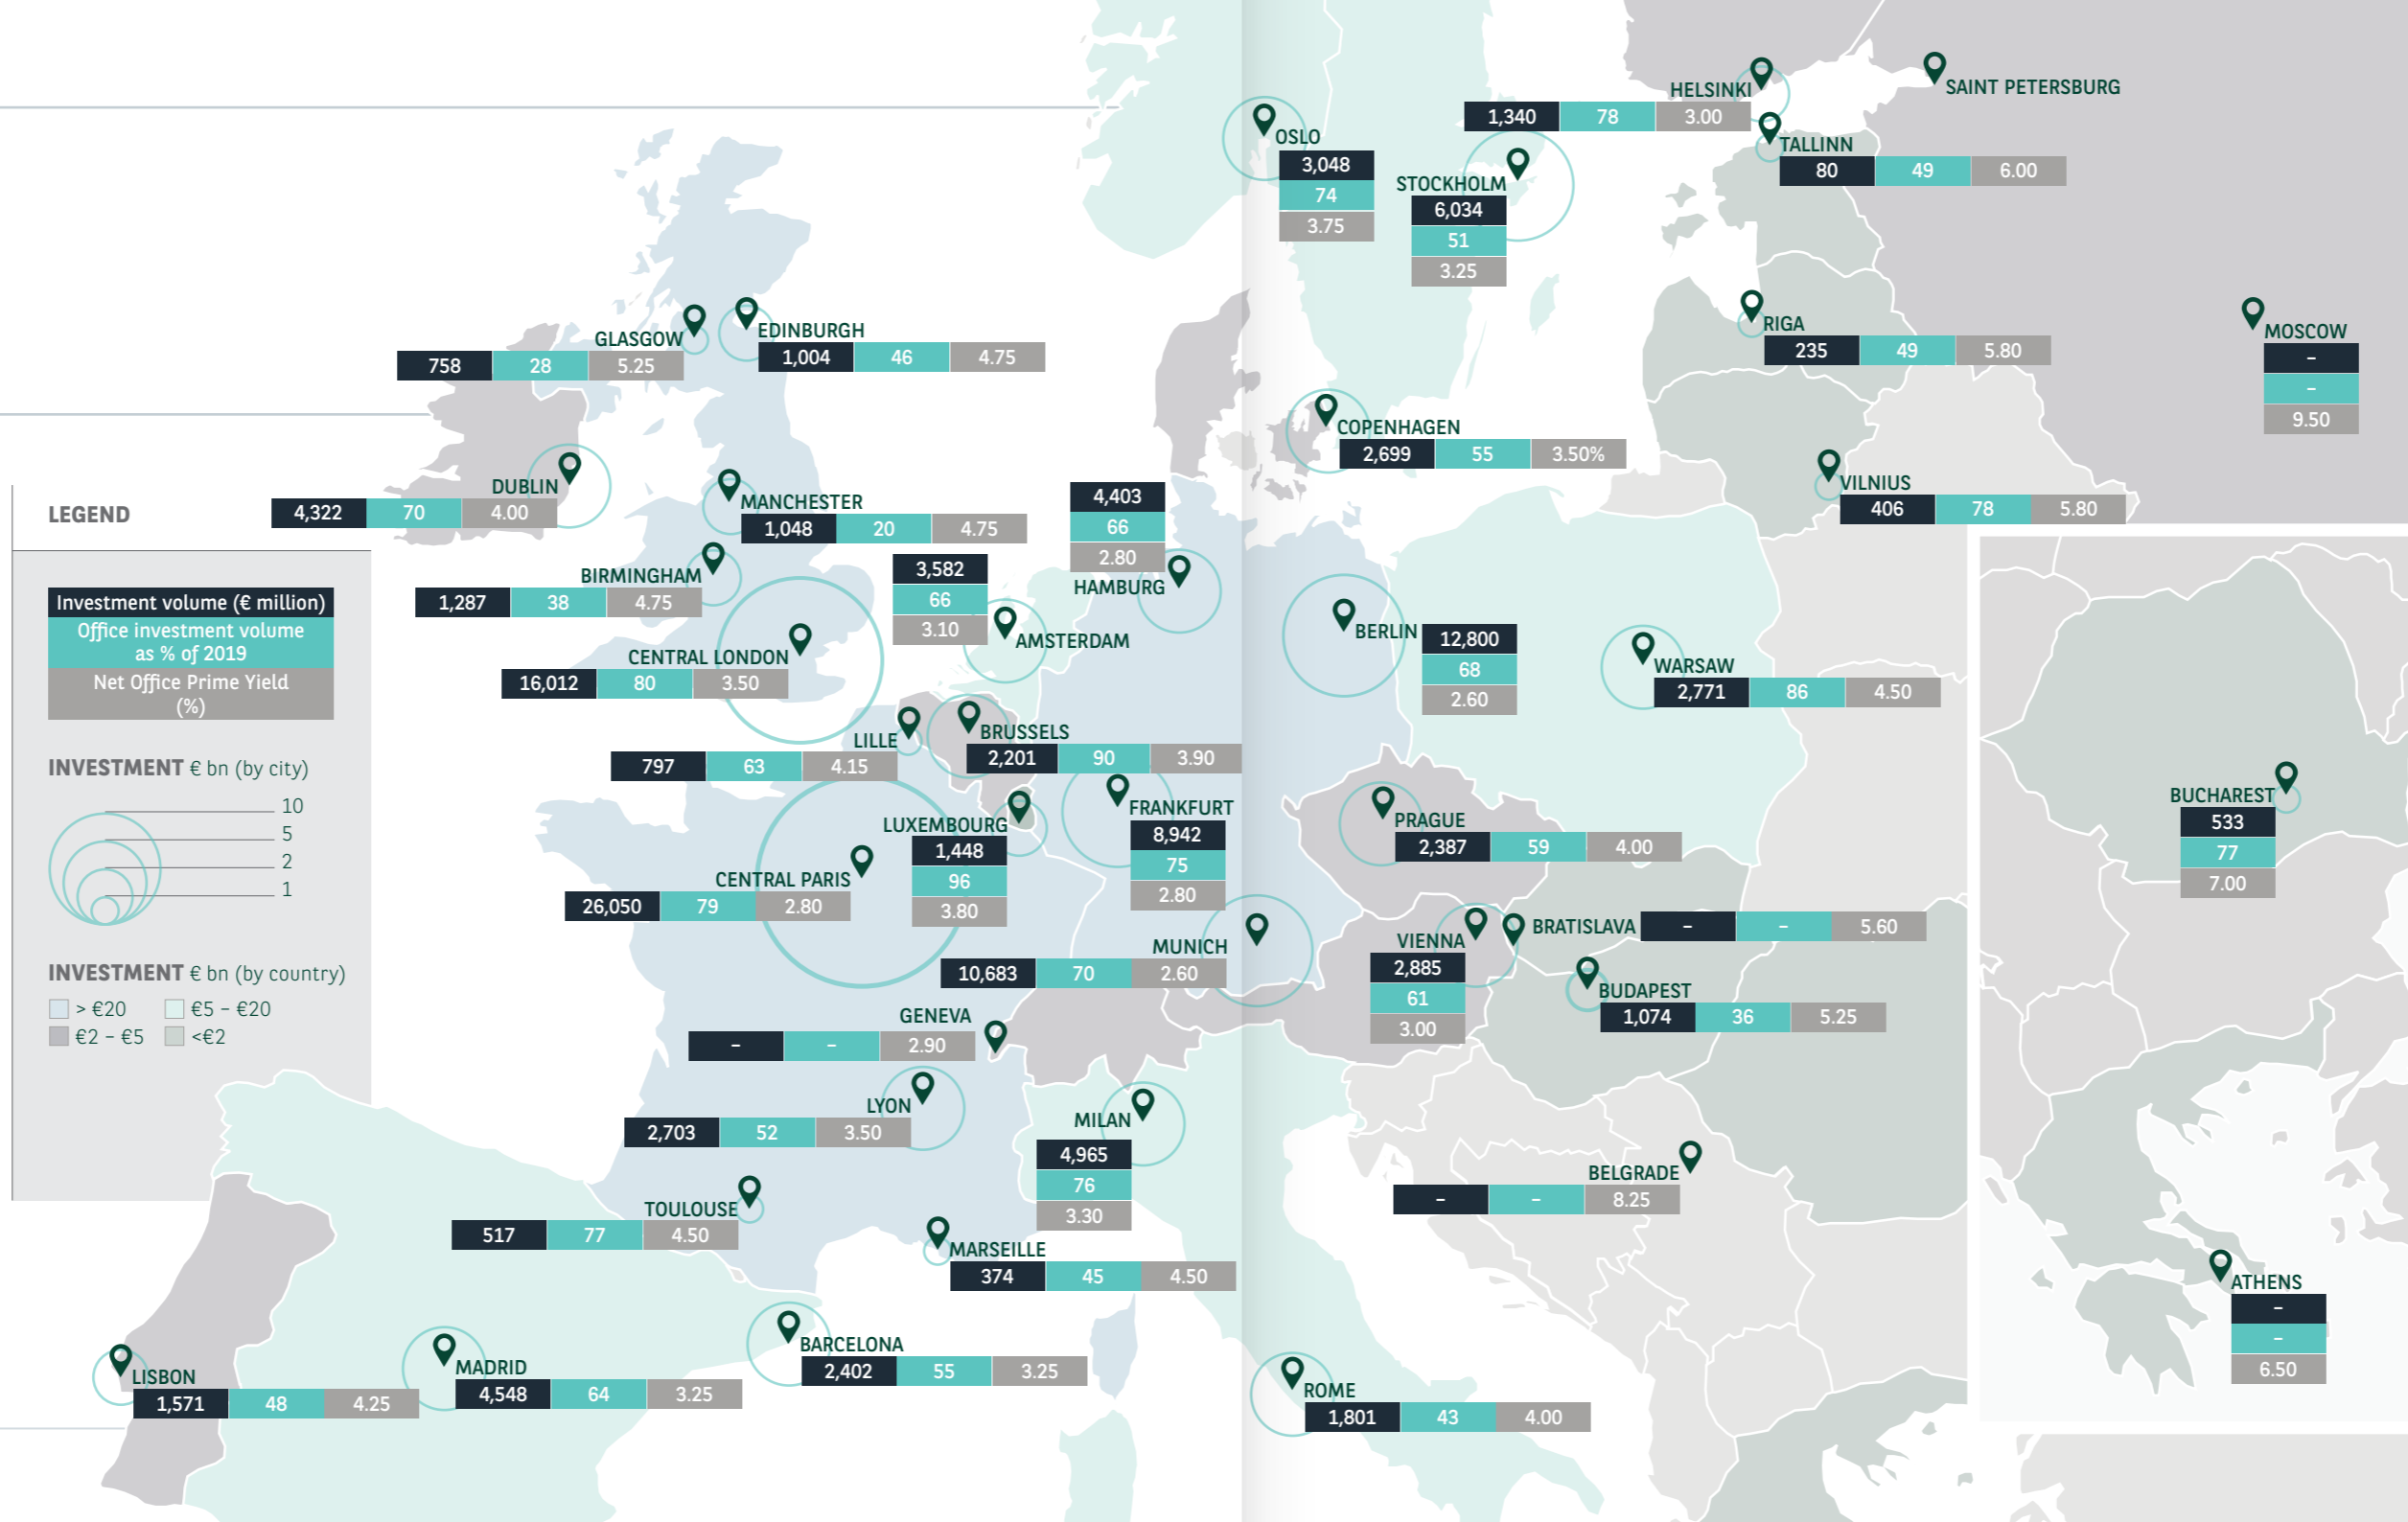 HELSINKI
1,340 78 3.00
SAINT PETERSBURG
OSLO
3,048
74
3.75
TALLINN
80 49 6.00
STOCKHOLM
6,034
51
3.25
GLASGOW
758 28 5.25
EDINBURGH
1,004 46 4.75
RIGA
235 49 5.80
MOSCOW
–
–
9.50
COPENHAGEN
2,699 55 3.50%
DUBLIN
4,322 70 4.00
MANCHESTER
1,048 20 4.75
4,403
66
2.80
HAMBURG
VILNIUS
406 78 5.80
LEGEND
Investment volume (€ million)
Office investment volume
as % of 2019
Net Office Prime Yield
(%)
INVESTMENT € bn (by city)
10
5
2
1
INVESTMENT € bn (by country)
> €20 €5 – €20
€2 – €5 <€2
BIRMINGHAM
1,287 38 4.75
3,582
66
3.10
AMSTERDAM
CENTRAL LONDON
16,012 80 3.50
BERLIN
12,800
68
2.60
WARSAW
2,771 86 4.50
LILLE
797 63 4.15
BRUSSELS
2,201 90 3.90
LUXEMBOURG
1,448
96
3.80
FRANKFURT
8,942
75
2.80
PRAGUE
2,387 59 4.00
BUCHAREST
533
77
7.00
CENTRAL PARIS
26,050 79 2.80
MUNICH
10,683 70 2.60
VIENNA
2,885
61
3.00
BRATISLAVA – – 5.60
BUDAPEST
1,074 36 5.25
GENEVA
– – 2.90
LYON
2,703 52 3.50
MILAN
4,965
76
3.30
BELGRADE
– – 8.25
TOULOUSE
517 77 4.50
MARSEILLE
374 45 4.50
ATHENS
–
–
6.50
BARCELONA
2,402 55 3.25
LISBON
1,571 48 4.25
MADRID
4,548 64 3.25
ROME
1,801 43 4.00